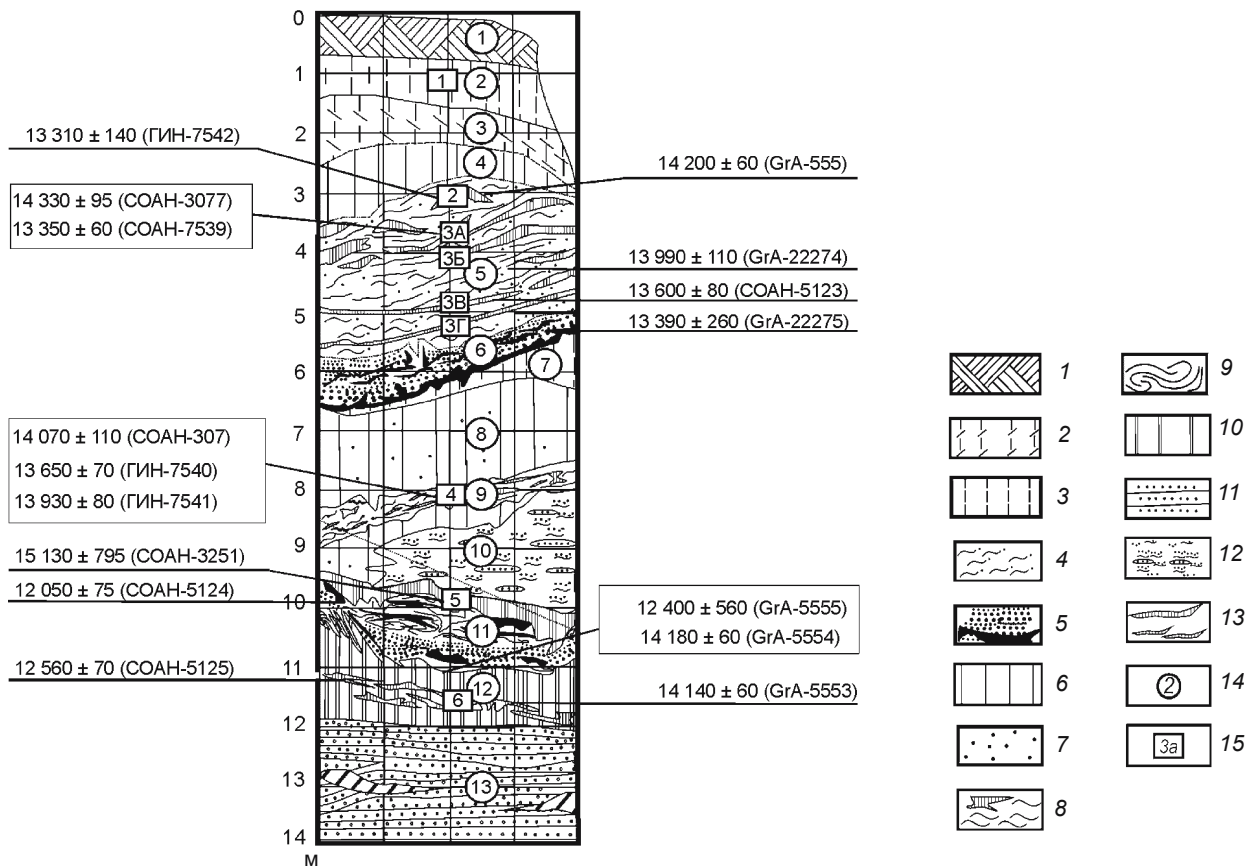 0
1
1
1
2
2
3
13 310 ± 140 (ГИН-7542)
4
14 200 ± 60 (GrA-555)
3
2
14 330 ± 95 (СОАН-3077)
13 350 ± 60 (СОАН-7539)
3А
4
3Б
5
13 990 ± 110 (GrA-22274)
13 600 ± 80 (СОАН-5123)
3В
5
3Г
13 390 ± 260 (GrA-22275)
6
7
6
7
8
14 070 ± 110 (СОАН-307)
13 650 ± 70 (ГИН-7540)
13 930 ± 80 (ГИН-7541)
8
4
9
9
10
15 130 ± 795 (СОАН-3251)
12 050 ± 75 (СОАН-5124)
10
5
11
12 400 ± 560 (GrA-5555)
14 180 ± 60 (GrA-5554)
11
12 560 ± 70 (СОАН-5125)
12
6
14 140 ± 60 (GrA-5553)
12
13
13
14
м
1
2
3
4
5
6
7
8
9
10
11
12
13
2
14
3а
15